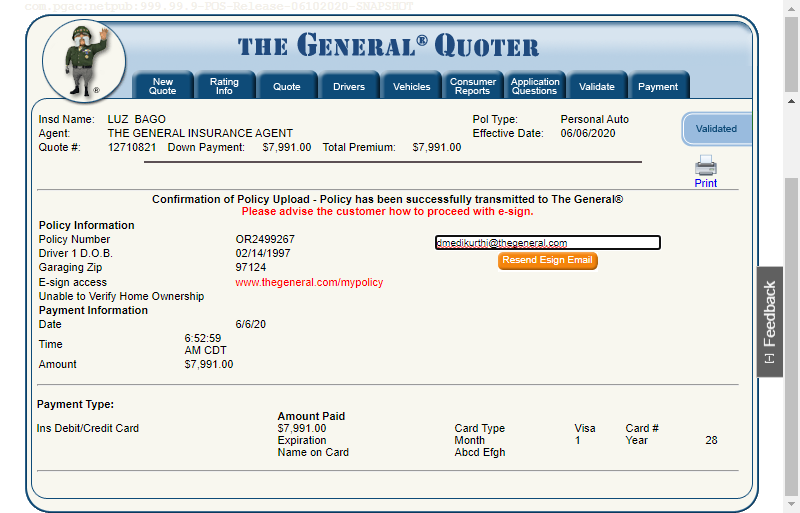 com.pgac:netpub:999.99.9-POS-Release-06102020-SNAPSHOT
THE GENERAL® QUOTER
®
New Quote Rating Info Quote Drivers Vehicles Consumer Reports Application Questions Validate Payment
Insd Name: LUZ BAGO Pol Type: Personal Auto
Agent: THE GENERAL INSURANCE AGENT Effective Date: 06/06/2020
Validated
Quote #: 12710821 Down Payment: $7,991.00 Total Premium: $7,991.00
Print
Confirmation of Policy Upload - Policy has been successfully transmitted to The General®
Please advise the customer how to proceed with e-sign.
Policy Information
Policy Number OR2499267 dmedikurthi@thegeneral.com
Driver 1 D.O.B. 02/14/1997
Resend Esign Email
Garaging Zip 97124
E-sign access www.thegeneral.com/mypolicy
Unable to Verify Home Ownership
Payment Information
Date 6/6/20
Time 6:52:59 AM CDT
Amount $7,991.00
[-] Feedback
Payment Type:
Amount Paid
Ins Debit/Credit Card $7,991.00 Card Type Visa Card #
Expiration Month 1 Year 28
Name on Card Abcd Efgh